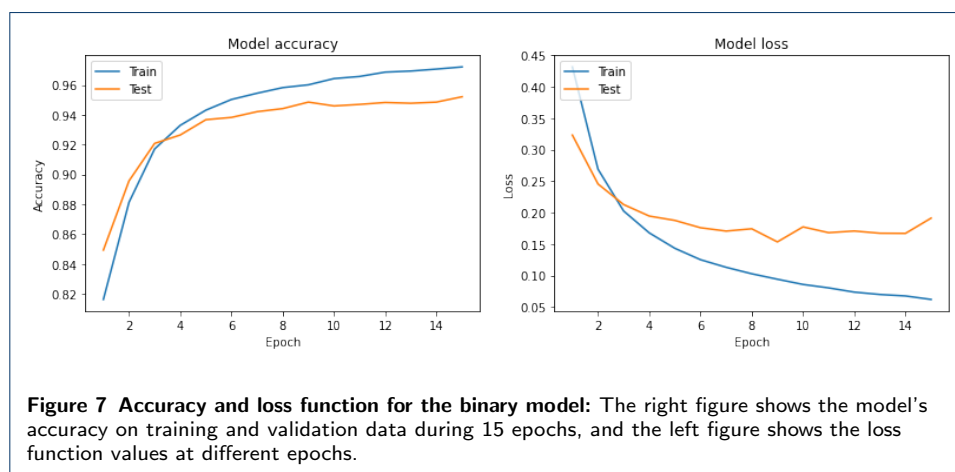 Model accuracy
Train
Test
0.96
0.94
0.92
0.90
0.88
0.86
0.84
0.82
Accuracy
2 4 6 8 10 12 14
Epoch
Model loss
Train
Test
0.45
0.40
0.35
0.30
0.25
0.20
0.15
0.10
0.05
Loss
2 4 6 8 10 12 14
Epoch
Figure 7 Accuracy and loss function for the binary model: The right figure shows the model's
accuracy on training and validation data during 15 epochs, and the left figure shows the loss
function values at different epochs.